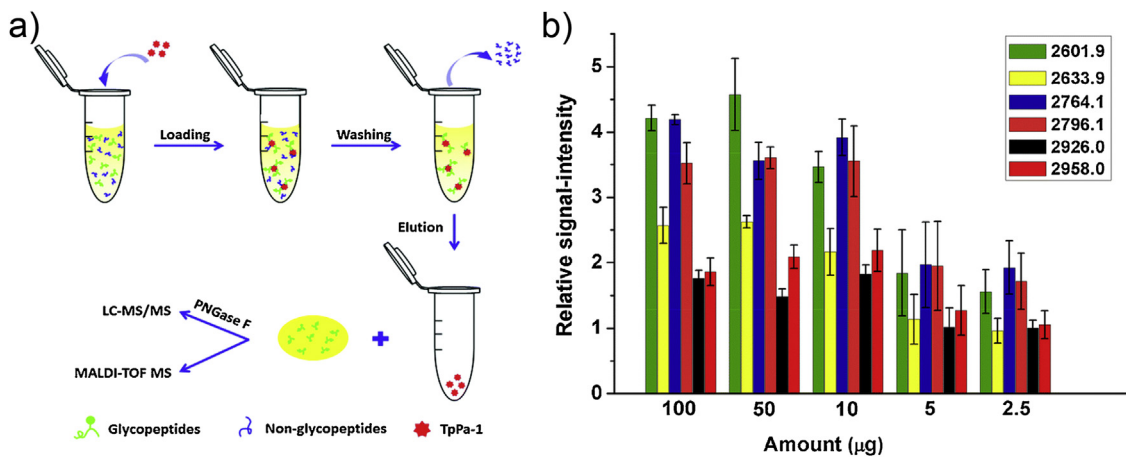 a)
Loading
Washing
Elution
LC-MS/MS
PNGase F
MALDI-TOF MS
Glycopeptides
Non-glycopeptides
TpPa-1
b)
Relative signal-intensity
5
4
3
2
1
0
2601.9
2633.9
2764.1
2796.1
2926.0
2958.0
100 50 10 5 2.5
Amount (μg)